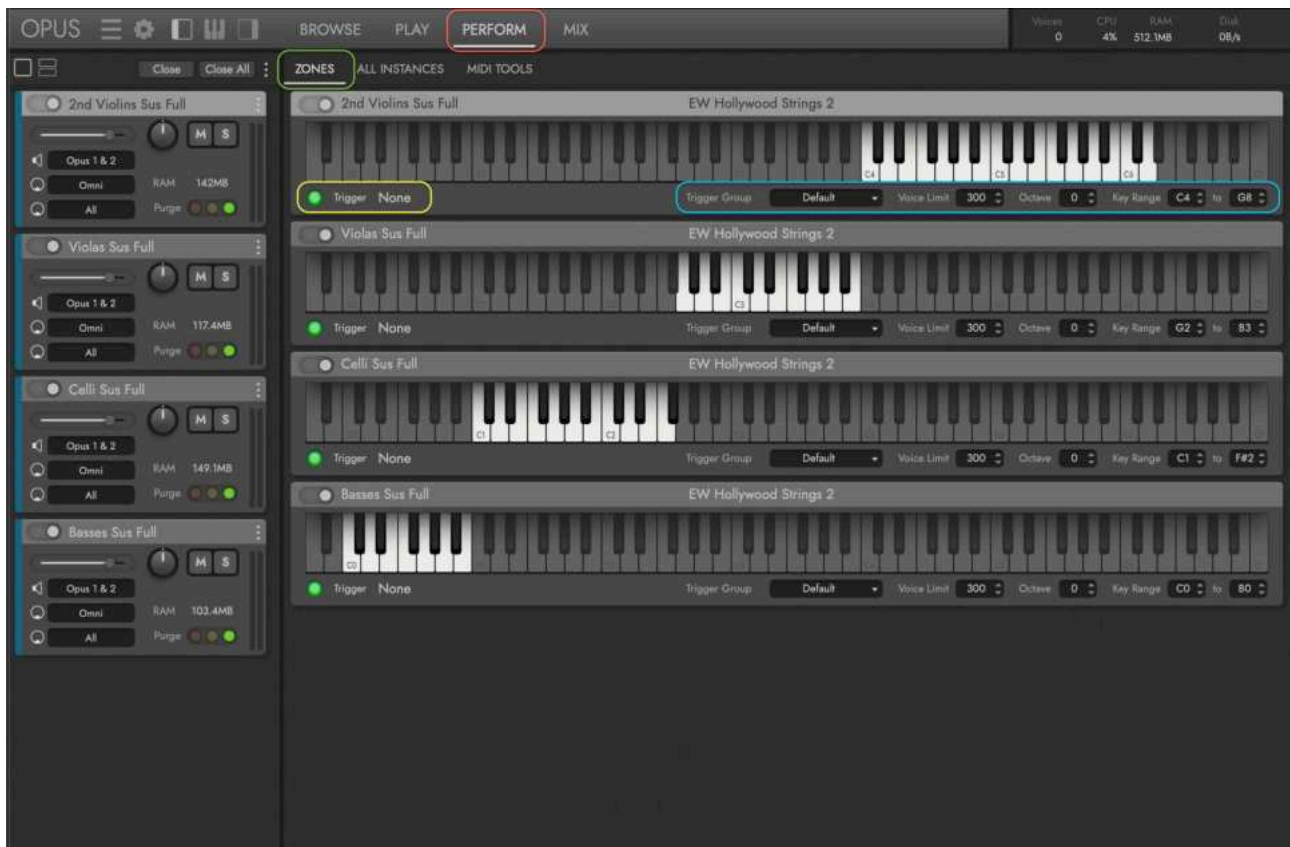 OPUS BROWSE PLAY PERFORM MIX Voices CPU RAM Disk
0 4% 512.1MB 0B/s
Close Close All ZONES ALL INSTANCES MIDI TOOLS
2nd Violins Sus Full
M S
Opus 1 & 2
Omni RAM 142MB
All Purge
Violas Sus Full
M S
Opus 1 & 2
Omni RAM 117.4MB
All Purge
Celli Sus Full
M S
Opus 1 & 2
Omni RAM 149.1MB
All Purge
Basses Sus Full
M S
Opus 1 & 2
Omni RAM 103.4MB
All Purge
2nd Violins Sus Full EW Hollywood Strings 2
C4 C5 C6
Trigger None Trigger Group Default Voice Limit 300 Octave 0 Key Range C4 to G8
Violas Sus Full EW Hollywood Strings 2
C3
Trigger None Trigger Group Default Voice Limit 300 Octave 0 Key Range G2 to B3
Celli Sus Full EW Hollywood Strings 2
C1 C2
Trigger None Trigger Group Default Voice Limit 300 Octave 0 Key Range C1 to F#2
Basses Sus Full EW Hollywood Strings 2
C0
Trigger None Trigger Group Default Voice Limit 300 Octave 0 Key Range C0 to B0